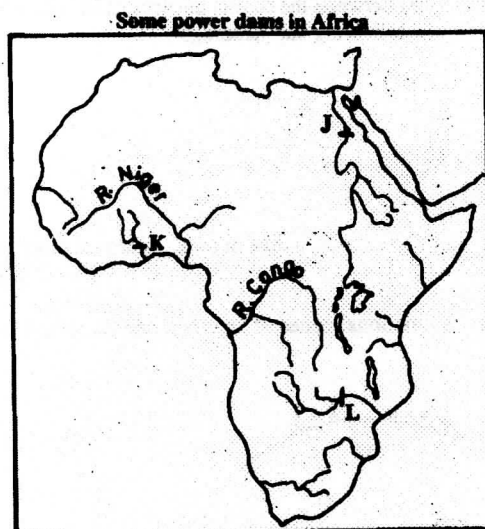 Some power dams in Africa
J
R. Niger
K
R. Congo
L